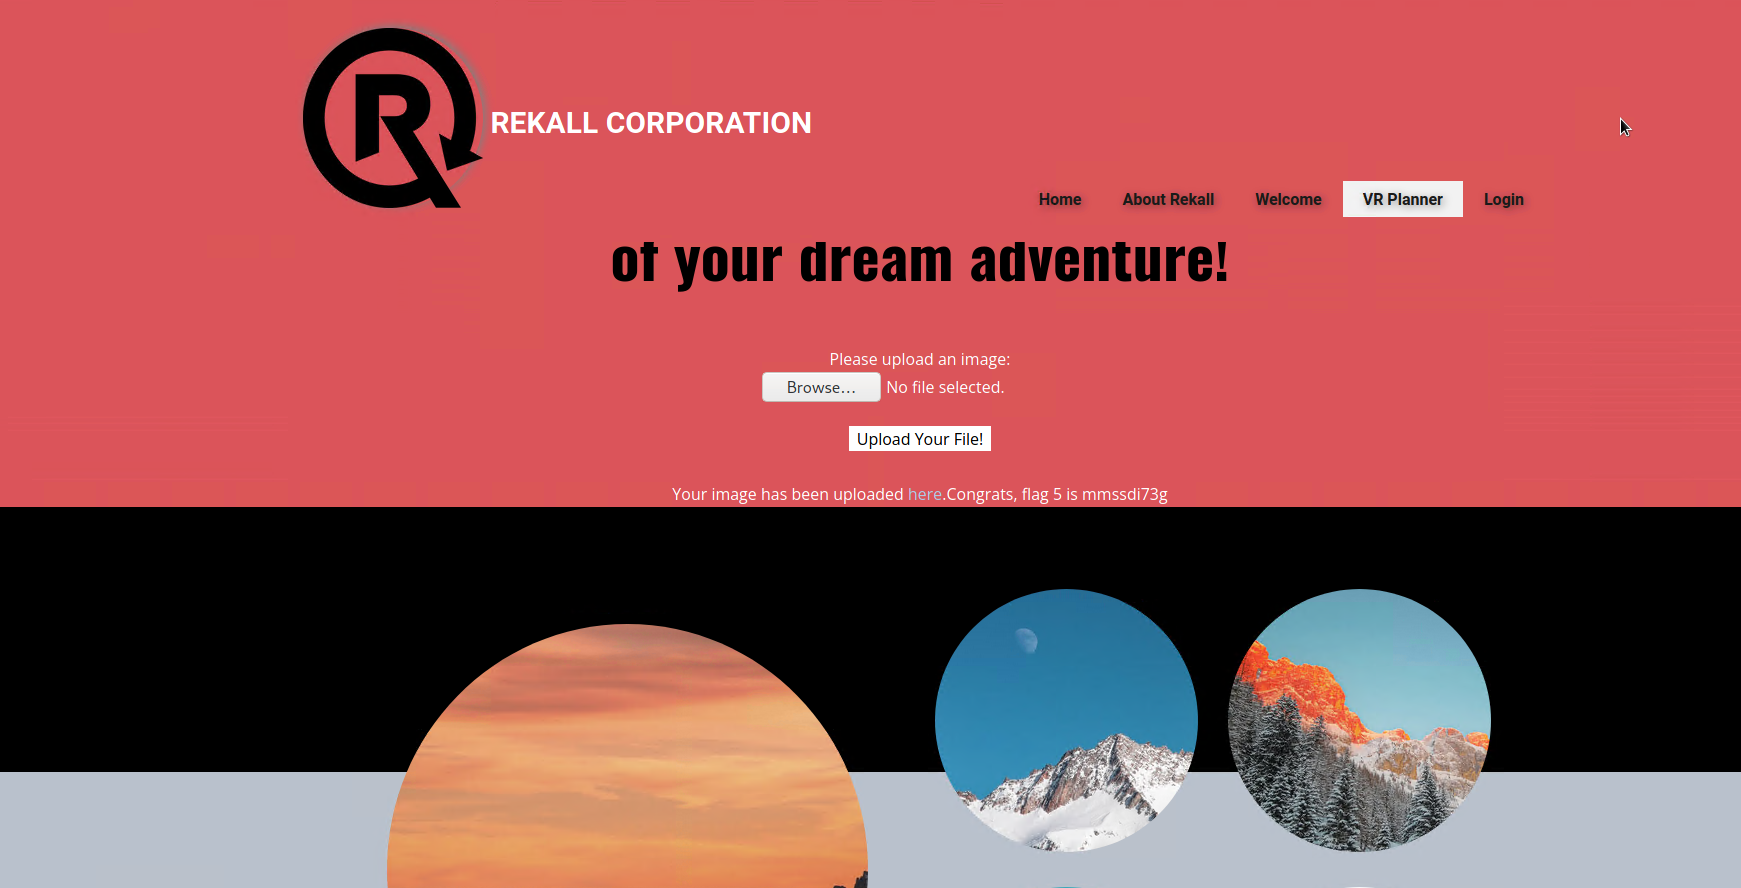 REKALL CORPORATION
Home About Rekall Welcome VR Planner Login
of your dream adventure!
Please upload an image:
Browse... No file selected.
Upload Your File!
Your image has been uploaded here.Congrats, flag 5 is mmssdi73g